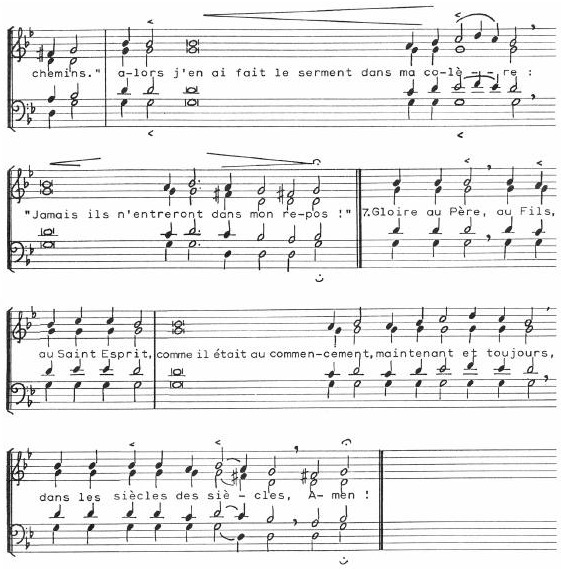 chemins." a-lors j'en ai fait le serment dans ma co-lè - - re :
"Jamais ils n'entreront dans mon re-pos !" 7.Gloire au Père, au Fils,
au Saint Esprit, comme il était au commen-cement, maintenant et toujours,
dans les siècles des siè - cles, A-men !